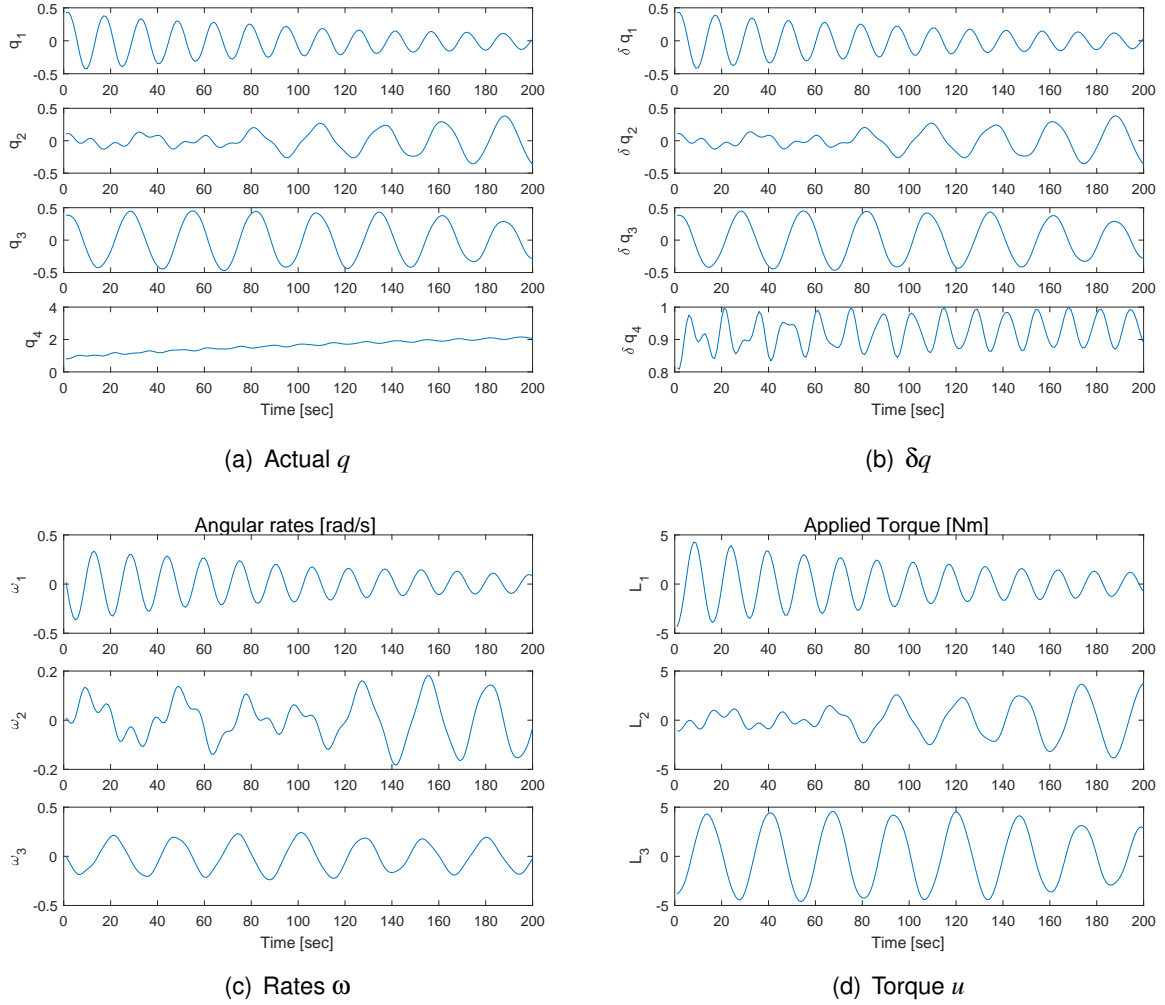 0.5
q1
0
-0.5
0 20 40 60 80 100 120 140 160 180 200
0.5
q2
0
-0.5
0 20 40 60 80 100 120 140 160 180 200
0.5
q3
0
-0.5
0 20 40 60 80 100 120 140 160 180 200
4
q4
2
0
0 20 40 60 80 100 120 140 160 180 200
Time [sec]
(a) Actual q
0.5
δ q1
0
-0.5
0 20 40 60 80 100 120 140 160 180 200
0.5
δ q2
0
-0.5
0 20 40 60 80 100 120 140 160 180 200
0.5
δ q3
0
-0.5
0 20 40 60 80 100 120 140 160 180 200
1
δ q4
0.9
0.8
0 20 40 60 80 100 120 140 160 180 200
Time [sec]
(b) δq
Angular rates [rad/s]
0.5
ω1
0
-0.5
0 20 40 60 80 100 120 140 160 180 200
0.2
ω2
0
-0.2
0 20 40 60 80 100 120 140 160 180 200
0.5
ω3
0
-0.5
0 20 40 60 80 100 120 140 160 180 200
Time [sec]
(c) Rates ω
Applied Torque [Nm]
5
L1
0
-5
0 20 40 60 80 100 120 140 160 180 200
5
L2
0
-5
0 20 40 60 80 100 120 140 160 180 200
5
L3
0
-5
0 20 40 60 80 100 120 140 160 180 200
Time [sec]
(d) Torque u